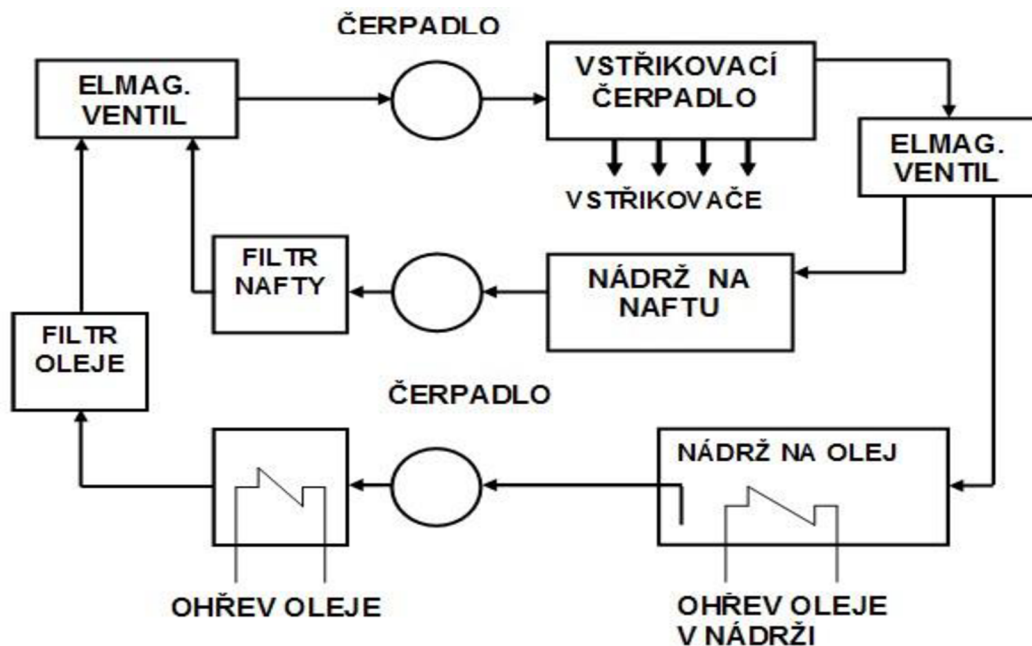 ČERPADLO
ELMAG.
VENTIL
VSTŘIKOVACÍ
ČERPADLO
ELMAG.
VENTIL
VSTŘIKOVAČE
FILTR
NAFTY
NÁDRŽ NA
NAFTU
FILTR
OLEJE
ČERPADLO
NÁDRŽ NA OLEJ
OHŘEV OLEJE
OHŘEV OLEJE
V NÁDRŽI